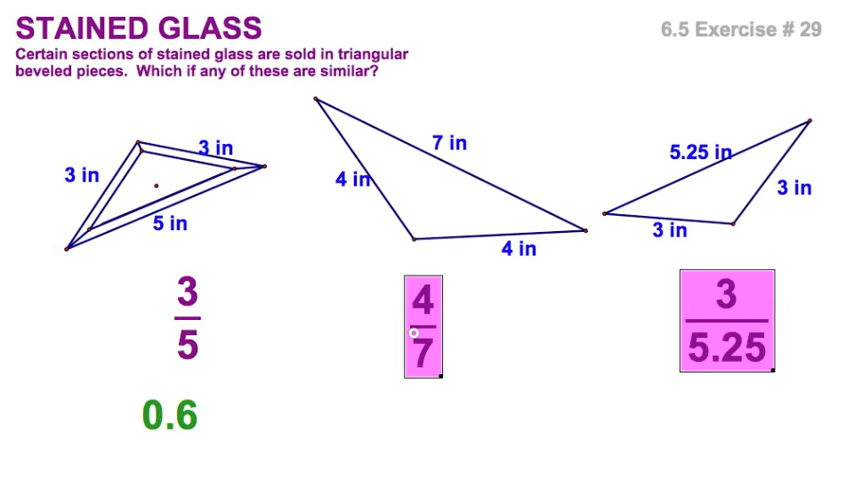 STAINED GLASS
6.5 Exercise # 29
Certain sections of stained glass are sold in triangular
beveled pieces. Which if any of these are similar?
3 in
3 in
5 in
7 in
4 in
4 in
5.25 in
3 in
3 in
3
5
4
7
3
5.25
0.6